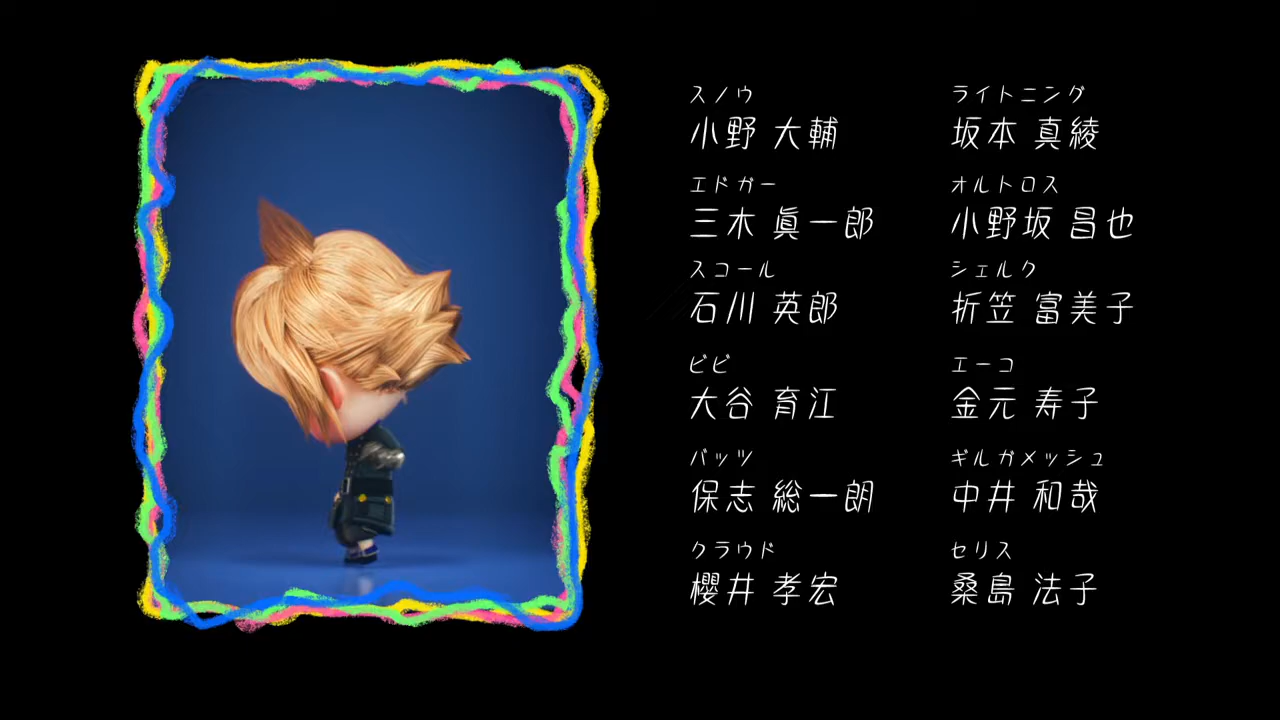 スノウ
小野 大輔
エドガー
三木 眞一郎
スコール
石川 英郎
ビビ
大谷 育江
バッツ
保志 総一朗
クラウド
櫻井 孝宏
ライトニング
坂本 真綾
オルトロス
小野坂 昌也
シェルク
折笠 富美子
エーコ
金元 寿子
ギルガメッシュ
中井 和哉
セリス
桑島 法子